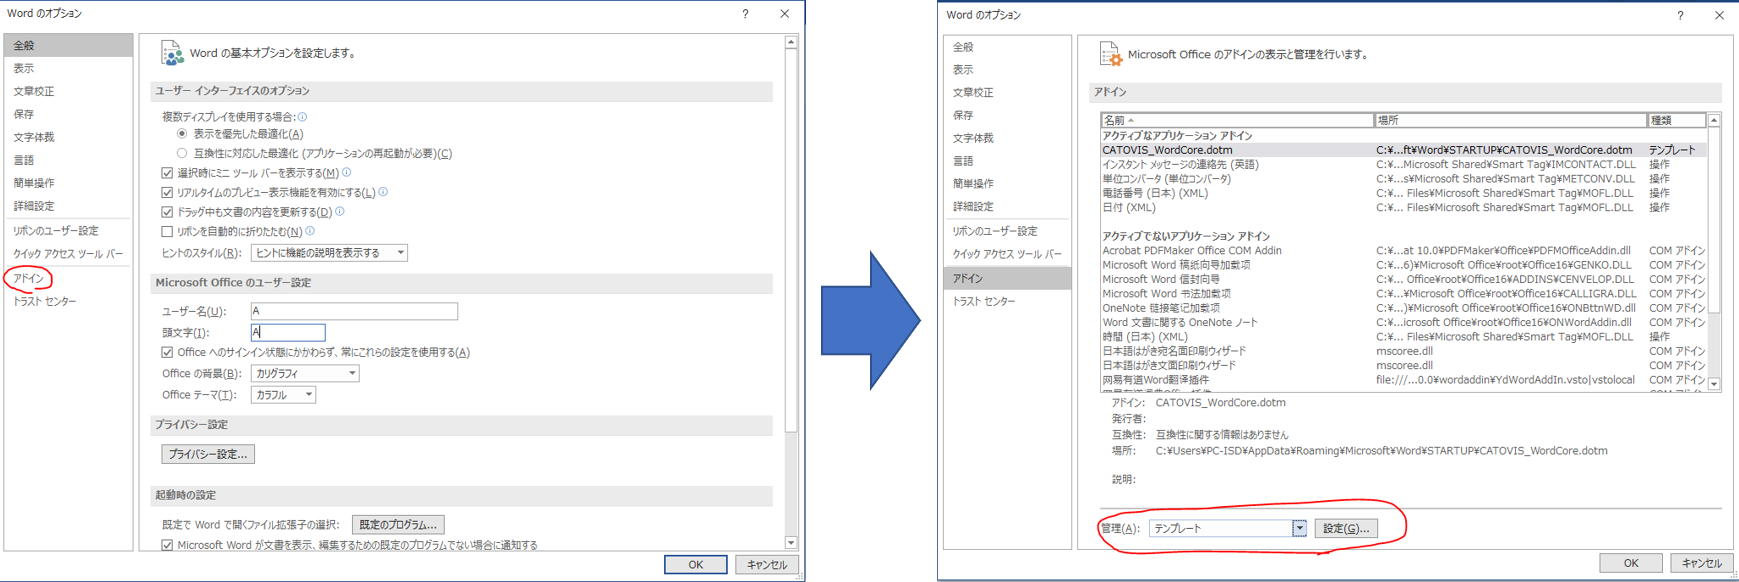 Word のオプション
?
全般
表示
文章校正
保存
文字体裁
言語
簡単操作
詳細設定
リボンのユーザー設定
クイック アクセス ツール バー
アドイン
トラスト センター
Word の基本オプションを設定します。
ユーザー インターフェイスのオプション
複数ディスプレイを使用する場合:
表示を優先した最適化(A)
互換性に対応した最適化 (アプリケーションの再起動が必要)(C)
選択時にミニ ツール バーを表示する(M)
リアルタイムのプレビュー表示機能を有効にする(L)
ドラッグ中も文書の内容を更新する(D)
リボンを自動的に折りたたむ(N)
ヒントのスタイル(R): ヒントに機能の説明を表示する
Microsoft Office のユーザー設定
ユーザー名(U): A
頭文字(I): A
Office へのサインイン状態にかかわらず、常にこれらの設定を使用する(A)
Office の背景(B): カリグラフィ
Office テーマ(T): カラフル
プライバシー設定
プライバシー設定...
起動時の設定
既定で Word で開くファイル拡張子の選択: 既定のプログラム...
Microsoft Word が文書を表示、編集するための既定のプログラムでない場合に通知する
OK キャンセル
Word のオプション
?
全般
表示
文章校正
保存
文字体裁
言語
簡単操作
詳細設定
リボンのユーザー設定
クイック アクセス ツール バー
アドイン
トラスト センター
Microsoft Office のアドインの表示と管理を行います。
アドイン
名前 場所 種類
アクティブなアプリケーション アドイン
CATOVIS_WordCore.dotm C:¥...ft¥Word¥STARTUP¥CATOVIS_WordCore.dotm テンプレート
インスタント メッセージの連絡先 (英語) C:¥...Microsoft Shared¥Smart Tag¥IMCONTACT.DLL 操作
単位コンバータ (単位コンバータ) C:¥...s¥Microsoft Shared¥Smart Tag¥METCONV.DLL 操作
電話番号 (日本) (XML) C:¥... Files¥Microsoft Shared¥Smart Tag¥MOFL.DLL 操作
日付 (XML) C:¥... Files¥Microsoft Shared¥Smart Tag¥MOFL.DLL 操作
アクティブでないアプリケーション アドイン
Acrobat PDFMaker Office COM Addin C:¥...at 10.0¥PDFMaker¥Office¥PDFMOfficeAddin.dll COM アドイン
Microsoft Word 稿纸向导加载项 C:¥...6)¥Microsoft Office¥root¥Office16¥GENKO.DLL COM アドイン
Microsoft Word 信封向导 C:¥... Office¥root¥Office16¥ADDINS¥CENVELOP.DLL COM アドイン
Microsoft Word 书法加载项 C:¥...¥Microsoft Office¥root¥Office16¥CALLIGRA.DLL COM アドイン
OneNote 链接笔记加载项 C:¥...)¥Microsoft Office¥root¥Office16¥ONBttnWD.dll COM アドイン
Word 文書に関する OneNote ノート C:¥...icrosoft Office¥root¥Office16¥ONWordAddin.dll COM アドイン
時間 (日本) (XML) C:¥... Files¥Microsoft Shared¥Smart Tag¥MOFL.DLL 操作
日本語はがき宛名面印刷ウィザード mscoree.dll COM アドイン
日本語はがき文面印刷ウィザード mscoree.dll COM アドイン
网易有道Word翻译插件 file:///...0.0¥wordaddin¥YdWordAddIn.vsto|vstolocal COM アドイン
アドイン: CATOVIS_WordCore.dotm
発行者:
互換性: 互換性に関する情報はありません
場所: C:¥Users¥PC-ISD¥AppData¥Roaming¥Microsoft¥Word¥STARTUP¥CATOVIS_WordCore.dotm
説明:
管理(A): テンプレート 設定(G)...
OK キャンセル